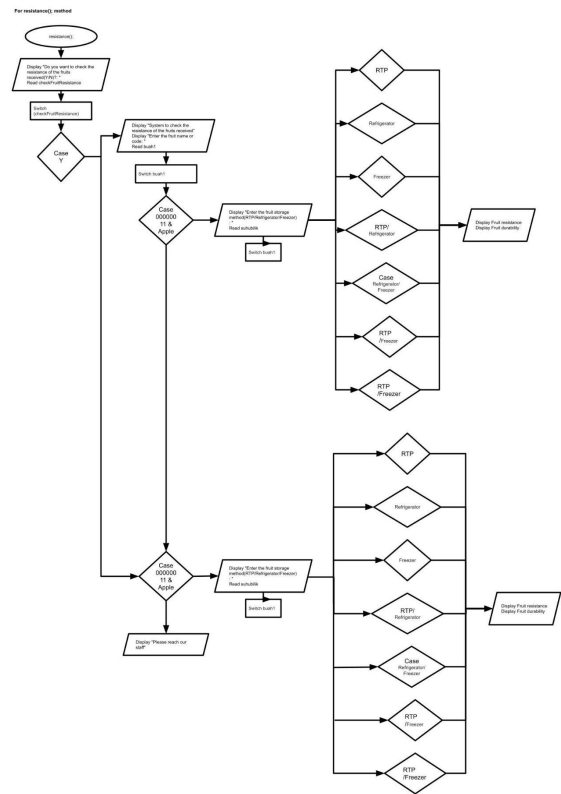 For resistance(); method
resistance();
Display "Do you want to check the
resistance of the fruits
received(Y/N)?: "
Read checkFruitResistance
Switch
(checkFruitResistance)
Case
Y
Display "System to check the
resistance of the fruits received"
Display "Enter the fruit name or
code: "
Read buah1
Switch buah1
Case
000000
11 &
Apple
Display "Enter the fruit storage
method(RTP/Refrigerator/Freezer)
: "
Read
Switch buah1
RTP
Refrigerator
Freezer
RTP/
Refrigerator
Case
Refrigerator/
Freezer
RTP
/Freezer
RTP
/Freezer
Display Fruit resistance
Display Fruit durability
Case
000000
11 &
Apple
Display "Enter the fruit storage
method(RTP/Refrigerator/Freezer)
: "
Read
Switch buah1
RTP
Refrigerator
Freezer
RTP/
Refrigerator
Case
Refrigerator/
Freezer
RTP
/Freezer
RTP
/Freezer
Display Fruit resistance
Display Fruit durability
Display "Please reach our
staff"